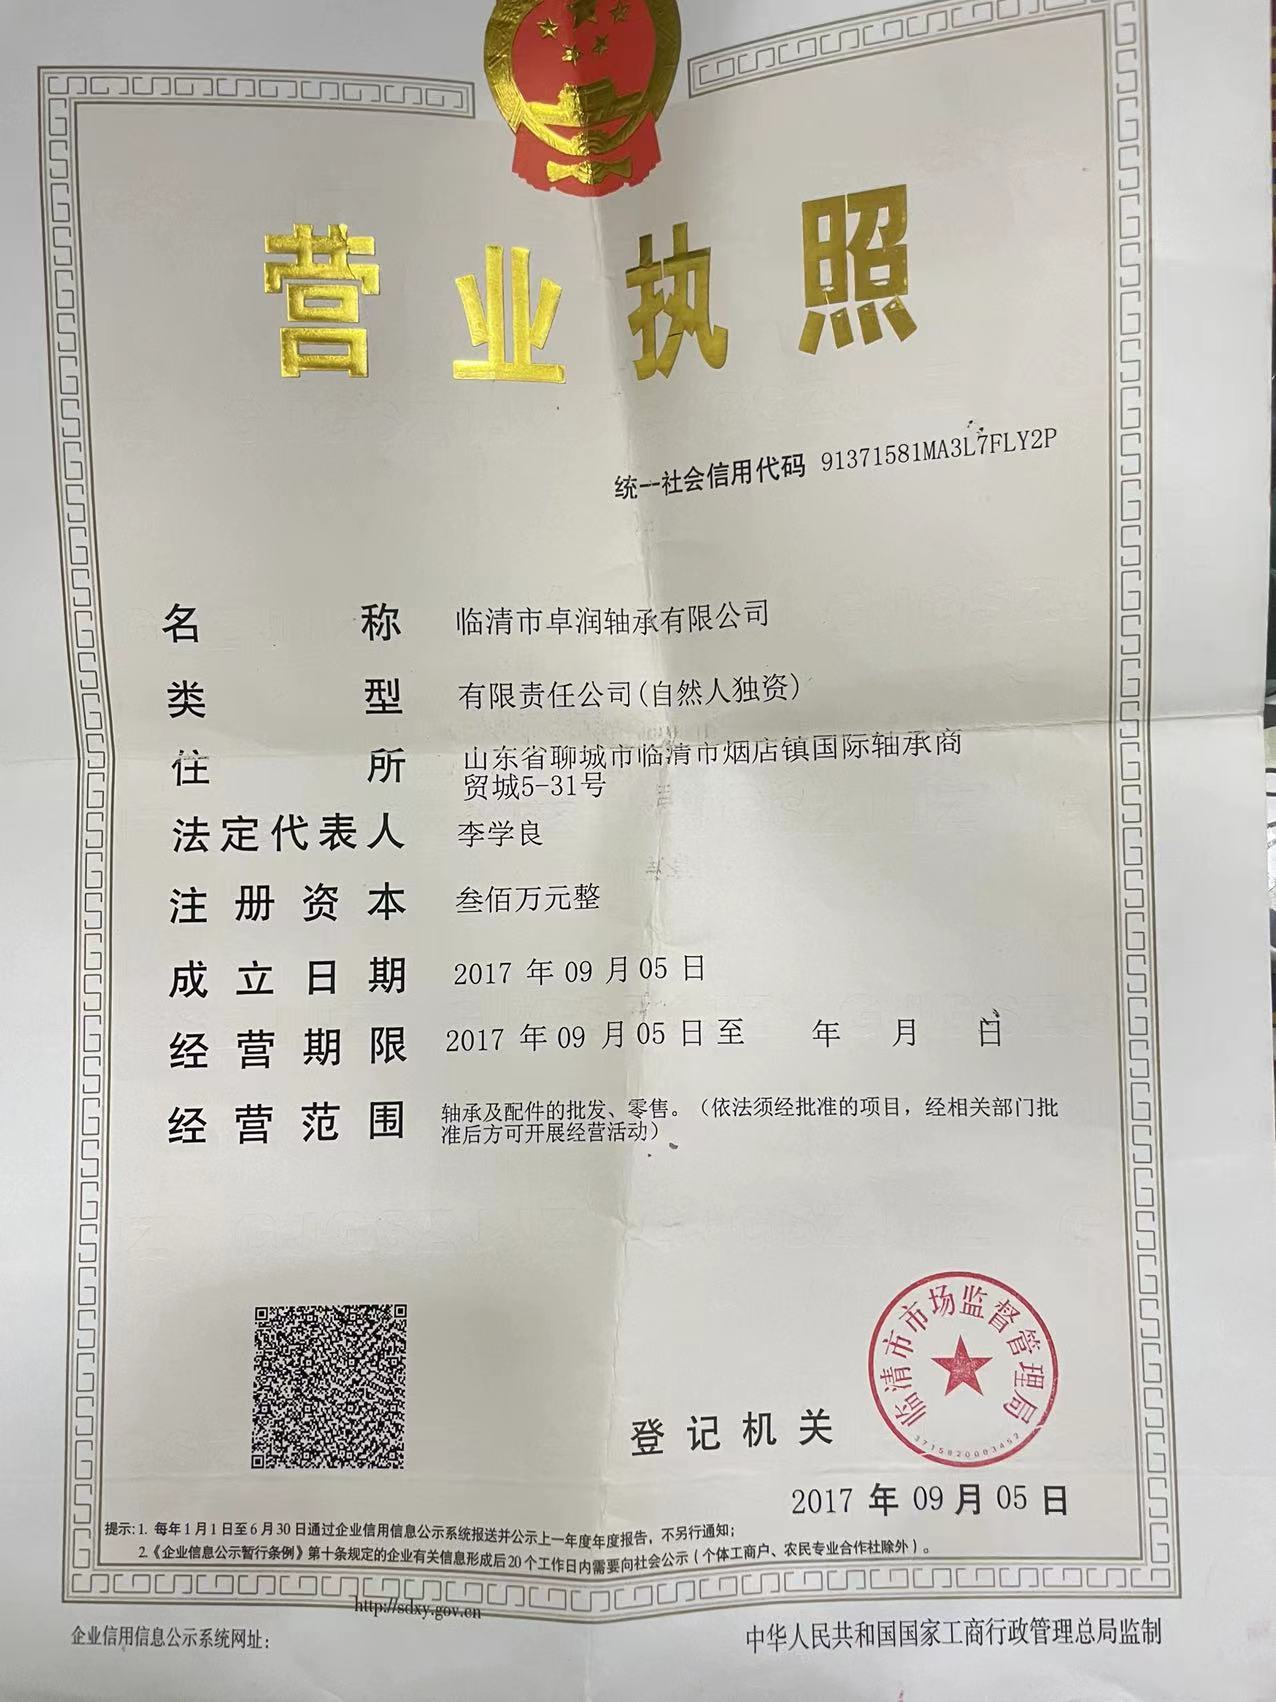 营业执照
统一社会信用代码 91371581MA3L7FLY2P
名称 临清市卓润轴承有限公司
类型 有限责任公司(自然人独资)
住所 山东省聊城市临清市烟店镇国际轴承商
贸城5-31号
法定代表人 李学良
注册资本 叁佰万元整
成立日期 2017 年 09 月 05 日
经营期限 2017 年 09 月 05 日 至 年 月 日
经营范围 轴承及配件的批发、零售。(依法须经批准的项目，经相关部门批
准后方可开展经营活动)
临清市市场监督管理局
3715820003452
登记机关
2017 年 09 月 05 日
提示: 1. 每年1月1日至6月30日通过企业信用信息公示系统报送并公示上一年度年度报告，不另行通知；
2.《企业信息公示暂行条例》第十条规定的企业有关信息形成后20个工作日内需要向社会公示（个体工商户、农民专业合作社除外）。
http://sdxy.gov.cn
企业信用信息公示系统网址：
中华人民共和国国家工商行政管理总局监制